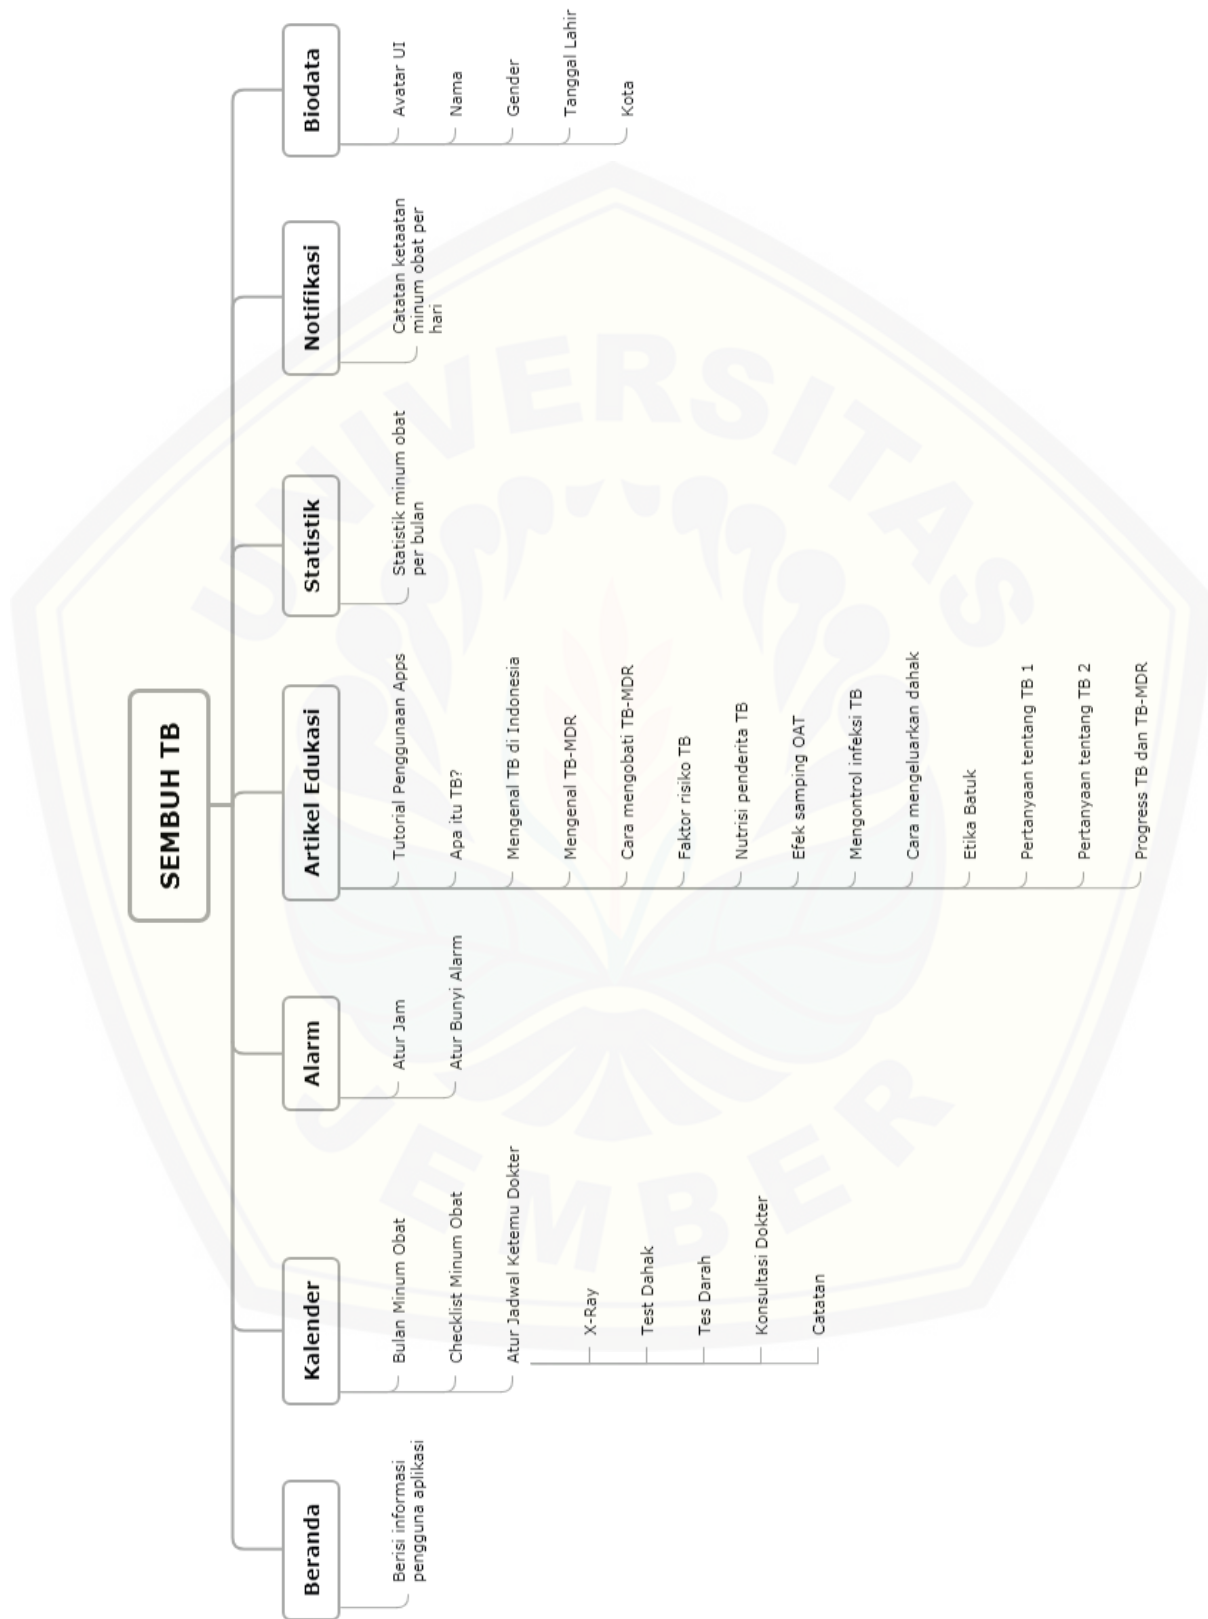 SEMBUH TB
Beranda
Berisi informasi
pengguna aplikasi
Kalender
Bulan Minum Obat
Checklist Minum Obat
Atur Jadwal Ketemu Dokter
X-Ray
Test Dahak
Tes Darah
Konsultasi Dokter
Catatan
Alarm
Atur Jam
Atur Bunyi Alarm
Artikel Edukasi
Tutorial Penggunaan Apps
Apa itu TB?
Mengenal TB di Indonesia
Mengenal TB-MDR
Cara mengobati TB-MDR
Faktor risiko TB
Nutrisi penderita TB
Efek samping OAT
Mengontrol infeksi TB
Cara mengeluarkan dahak
Etika Batuk
Pertanyaan tentang TB 1
Pertanyaan tentang TB 2
Progress TB dan TB-MDR
Statistik
Statistik minum obat
per bulan
Notifikasi
Catatan ketaatan
minum obat per
hari
Biodata
Avatar UI
Nama
Gender
Tanggal Lahir
Kota
UNIVERSITAS
JEMBER